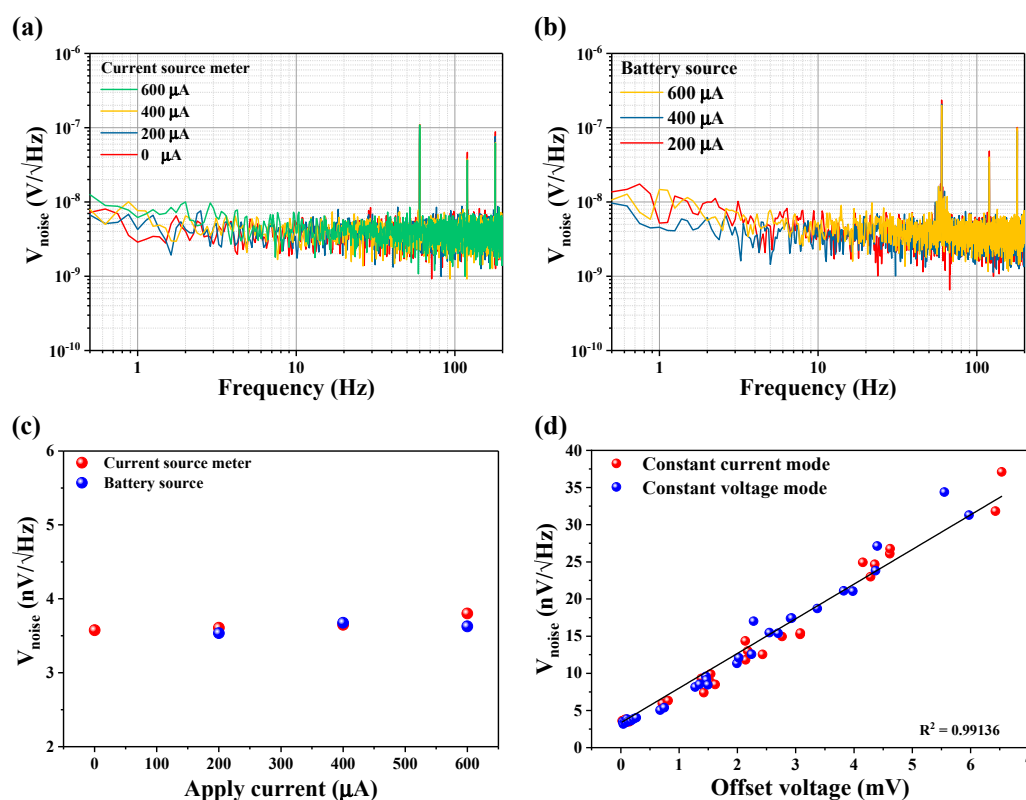 (a)
10⁻⁶
10⁻⁷
10⁻⁸
10⁻⁹
10⁻¹⁰
V_noise (V/√Hz)
Current source meter
600 μA
400 μA
200 μA
0 μA
1 10 100
Frequency (Hz)
(b)
10⁻⁶
10⁻⁷
10⁻⁸
10⁻⁹
10⁻¹⁰
V_noise (V/√Hz)
Battery source
600 μA
400 μA
200 μA
1 10 100
Frequency (Hz)
(c)
6
5
4
3
2
V_noise (nV/√Hz)
Current source meter
Battery source
0 100 200 300 400 500 600
Apply current (μA)
(d)
40
35
30
25
20
15
10
5
0
V_noise (nV/√Hz)
Constant current mode
Constant voltage mode
R² = 0.99136
0 1 2 3 4 5 6 7
Offset voltage (mV)